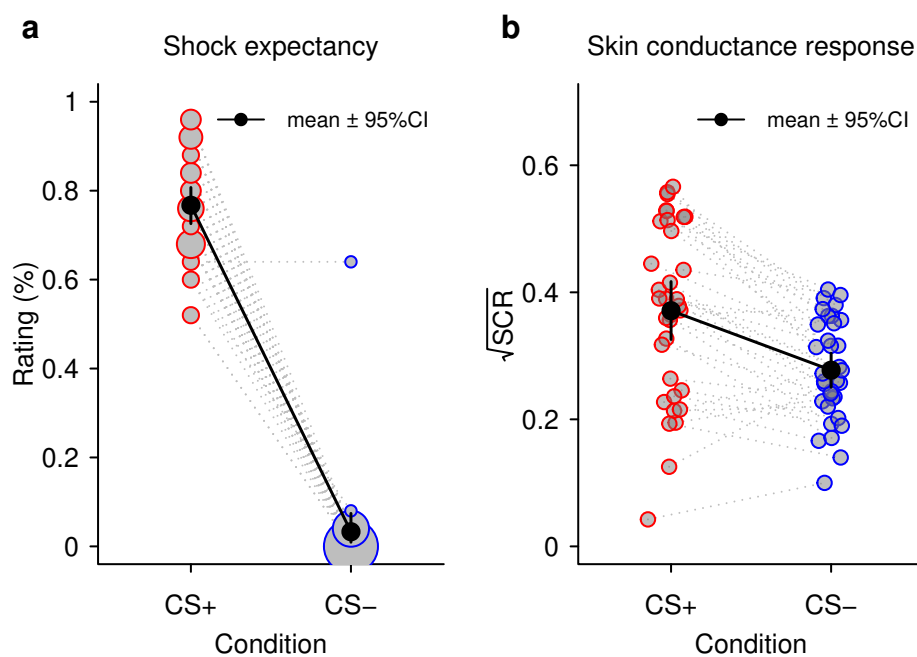 a
Shock expectancy
mean ± 95%CI
Rating (%)
1
0.8
0.6
0.4
0.2
0
CS+
CS−
Condition
b
Skin conductance response
mean ± 95%CI
√SCR
0.6
0.4
0.2
0
CS+
CS−
Condition